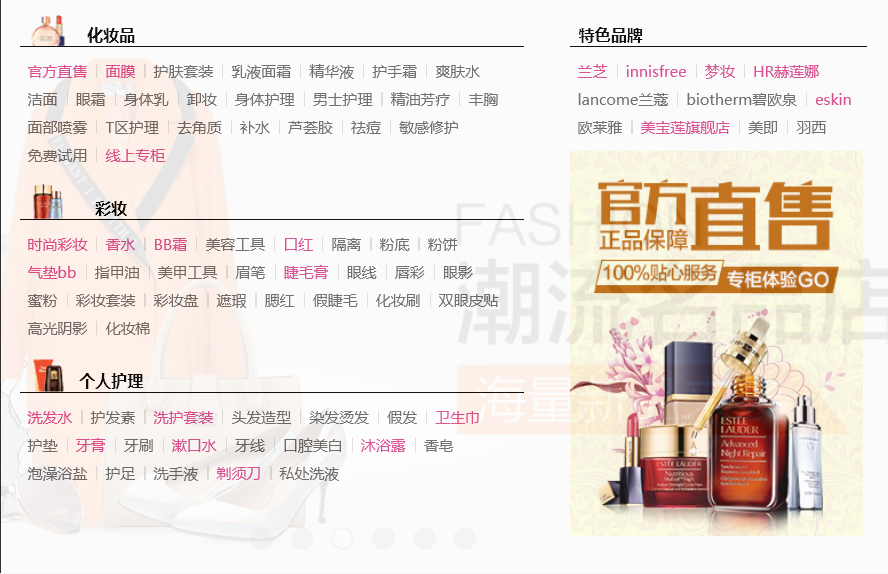 化妆品
官方直售 面膜 护肤套装 乳液面霜 精华液 护手霜 爽肤水
洁面 眼霜 身体乳 卸妆 身体护理 男士护理 精油芳疗 丰胸
面部喷雾 T区护理 去角质 补水 芦荟胶 祛痘 敏感修护
免费试用 线上专柜
彩妆
时尚彩妆 香水 BB霜 美容工具 口红 隔离 粉底 粉饼
气垫bb 指甲油 美甲工具 眉笔 睫毛膏 眼线 唇彩 眼影
蜜粉 彩妆套装 彩妆盘 遮瑕 腮红 假睫毛 化妆刷 双眼皮贴
高光阴影 化妆棉
个人护理
洗发水 护发素 洗护套装 头发造型 染发烫发 假发 卫生巾
护垫 牙膏 牙刷 漱口水 牙线 口腔美白 沐浴露 香皂
泡澡浴盐 护足 洗手液 剃须刀 私处洗液
特色品牌
兰芝 innisfree 梦妆 HR赫莲娜
lancome兰蔻 biotherm碧欧泉 eskin
欧莱雅 美宝莲旗舰店 美即 羽西
官方直售
正品保障
100%贴心服务 专柜体验GO
ESTEE
LAUDER
Advanced
Night Repair
ESTEE LAUDER
Nutritious
FASH
潮流名品店
海量新